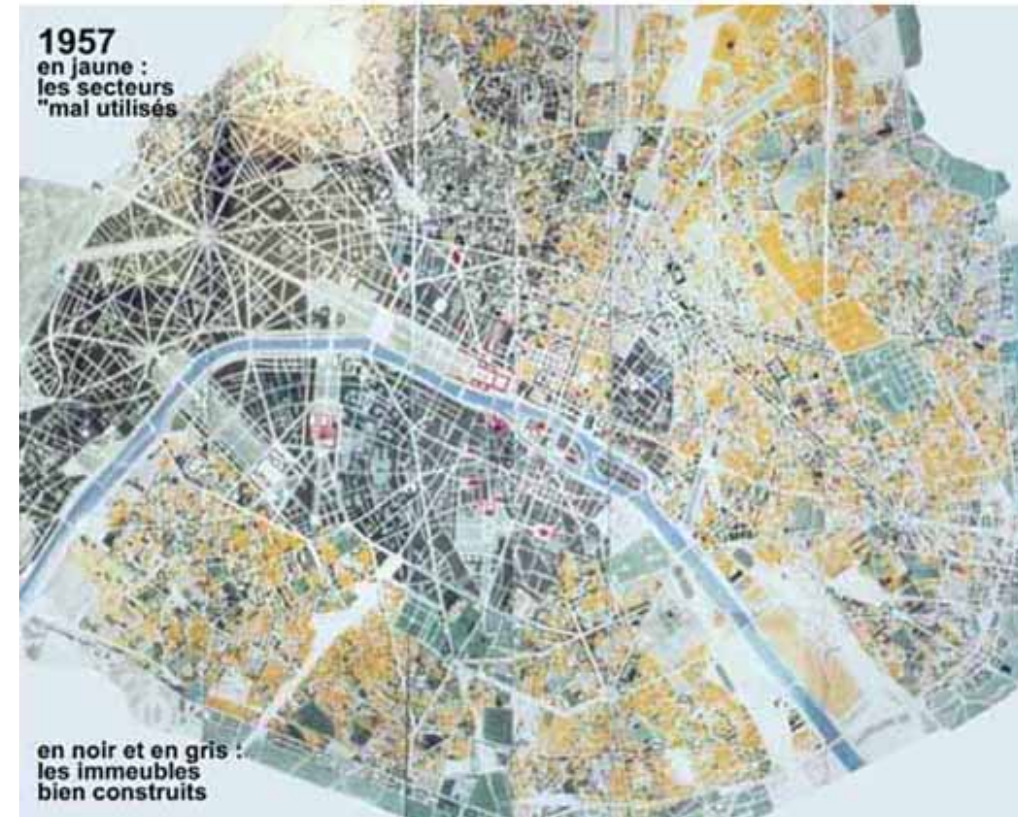 1957
en jaune :
les secteurs
"mal utilisés
en noir et en gris :
les immeubles
bien construits